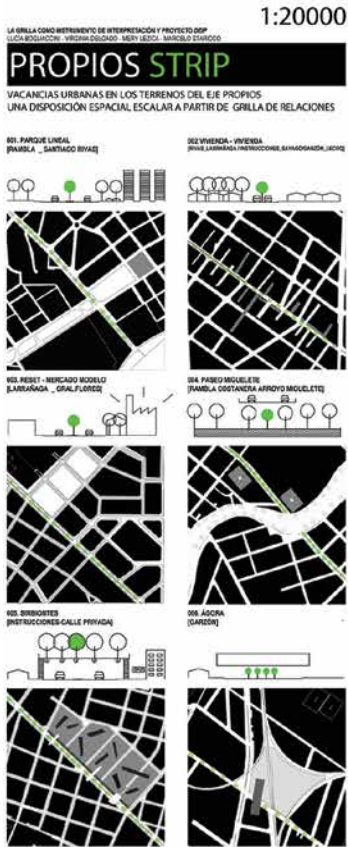 1:20000
LA GRILLA COMO INSTRUMENTO DE INTERPRETACIÓN Y PROYECTO DISP
LUCIA BOGLIACCINI - VIRGINIA DELGADO - MERY LEZICA - MARCELO STARICCO
PROPIOS STRIP
VACANCIAS URBANAS EN LOS TERRENOS DEL EJE PROPIOS
UNA DISPOSICIÓN ESPACIAL ESCALAR A PARTIR DE GRILLA DE RELACIONES
001. PARQUE LINEAL
[RAMBLA _ SANTIAGO RIVAS]
002 VIVIENDA - VIVIENDA
003. RESET - MERCADO MODELO
[LARRAÑAGA _ GRAL.FLORES]
004. PASEO MIGUELETE
[RAMBLA COSTANERA ARROYO MIGUELETE]
005. SIMBIONTES
[INSTRUCCIONES-CALLE PRIVADA]
006. ÁGORA
[GARZÓN]